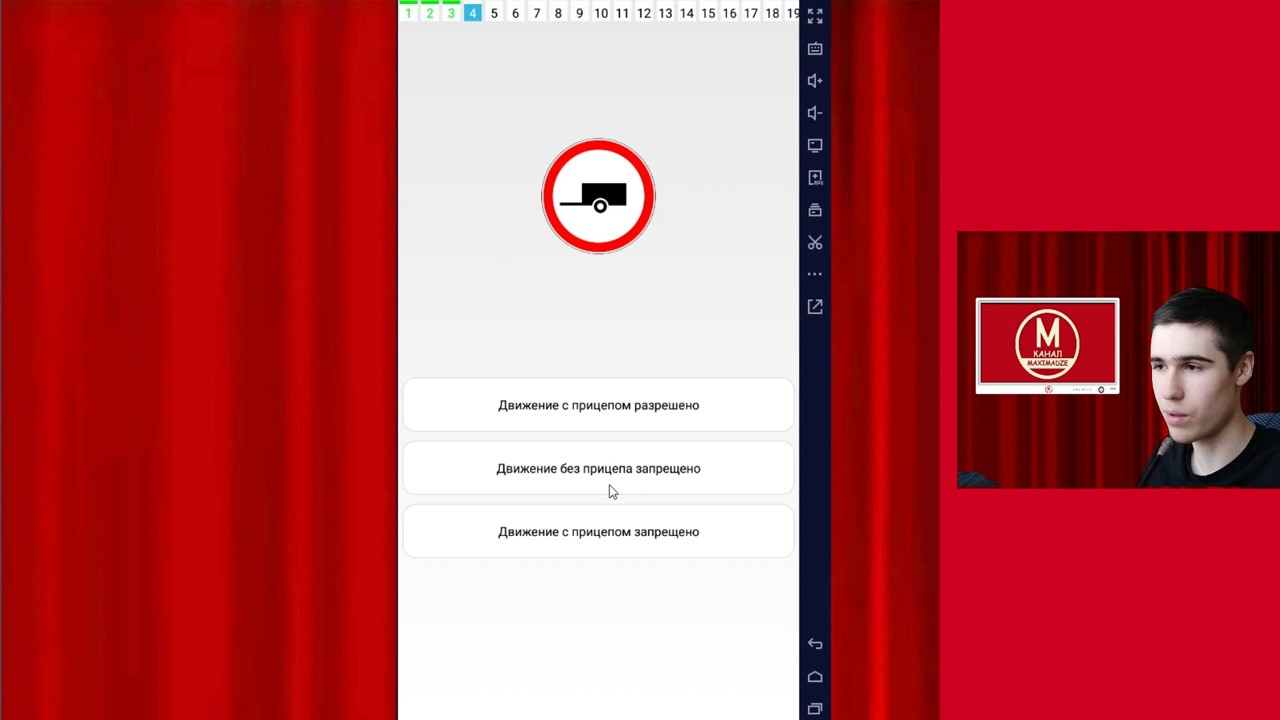 1 2 3 4 5 6 7 8 9 10 11 12 13 14 15 16 17 18 19
Движение с прицепом разрешено
Движение без прицепа запрещено
Движение с прицепом запрещено
М
КАНАЛ
MAXIMADZE